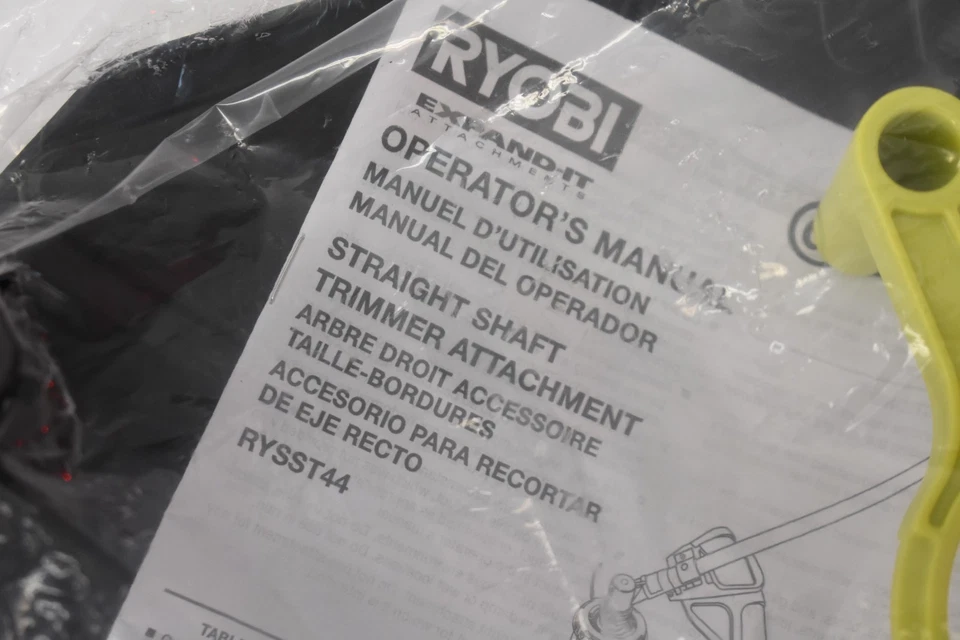 RYOBI
EXPAND-IT
ATTACHMENTS
OPERATOR'S MANUAL
MANUEL D'UTILISATION
MANUAL DEL OPERADOR
STRAIGHT SHAFT
TRIMMER ATTACHMENT
ARBRE DROIT ACCESSOIRE
TAILLE-BORDURES
ACCESORIO PARA RECORTAR
DE EJE RECTO
RYSST44